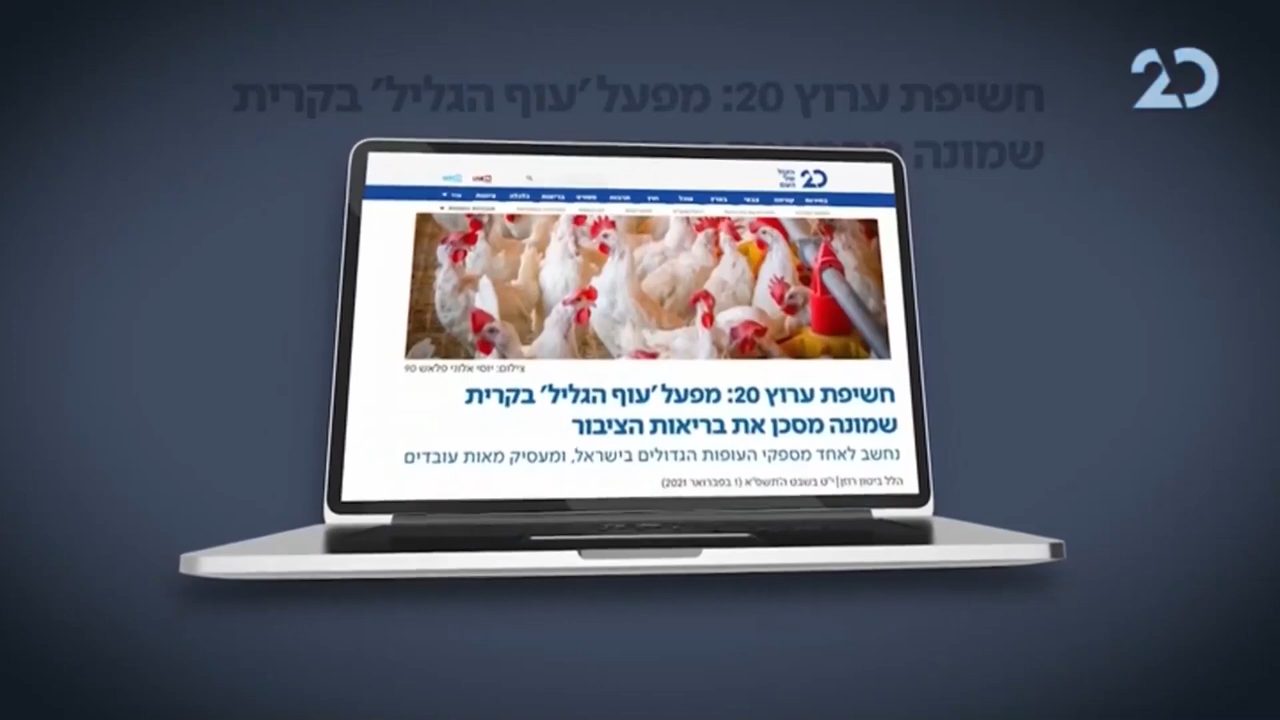 20
חשיפת ערוץ 20: מפעל 'עוף הגליל' בקרית
שמונה
20
צילום: יוסי אלוני פלאש 90
חשיפת ערוץ 20: מפעל 'עוף הגליל' בקרית
שמונה מסכן את בריאות הציבור
נחשב לאחד מספקי העופות הגדולים בישראל, ומעסיק מאות עובדים
הלל ביטון רוזן | י"ט בשבט ה'תשפ"א (1 בפברואר 2021)